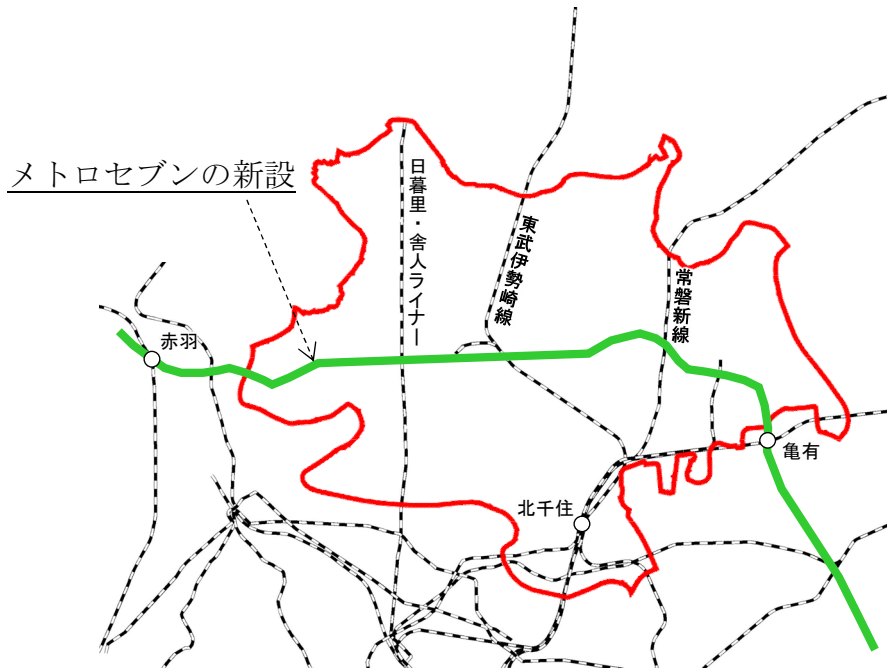 メトロセブンの新設
日暮里・舎人ライナー
東武伊勢崎線
常磐新線
赤羽
亀有
北千住